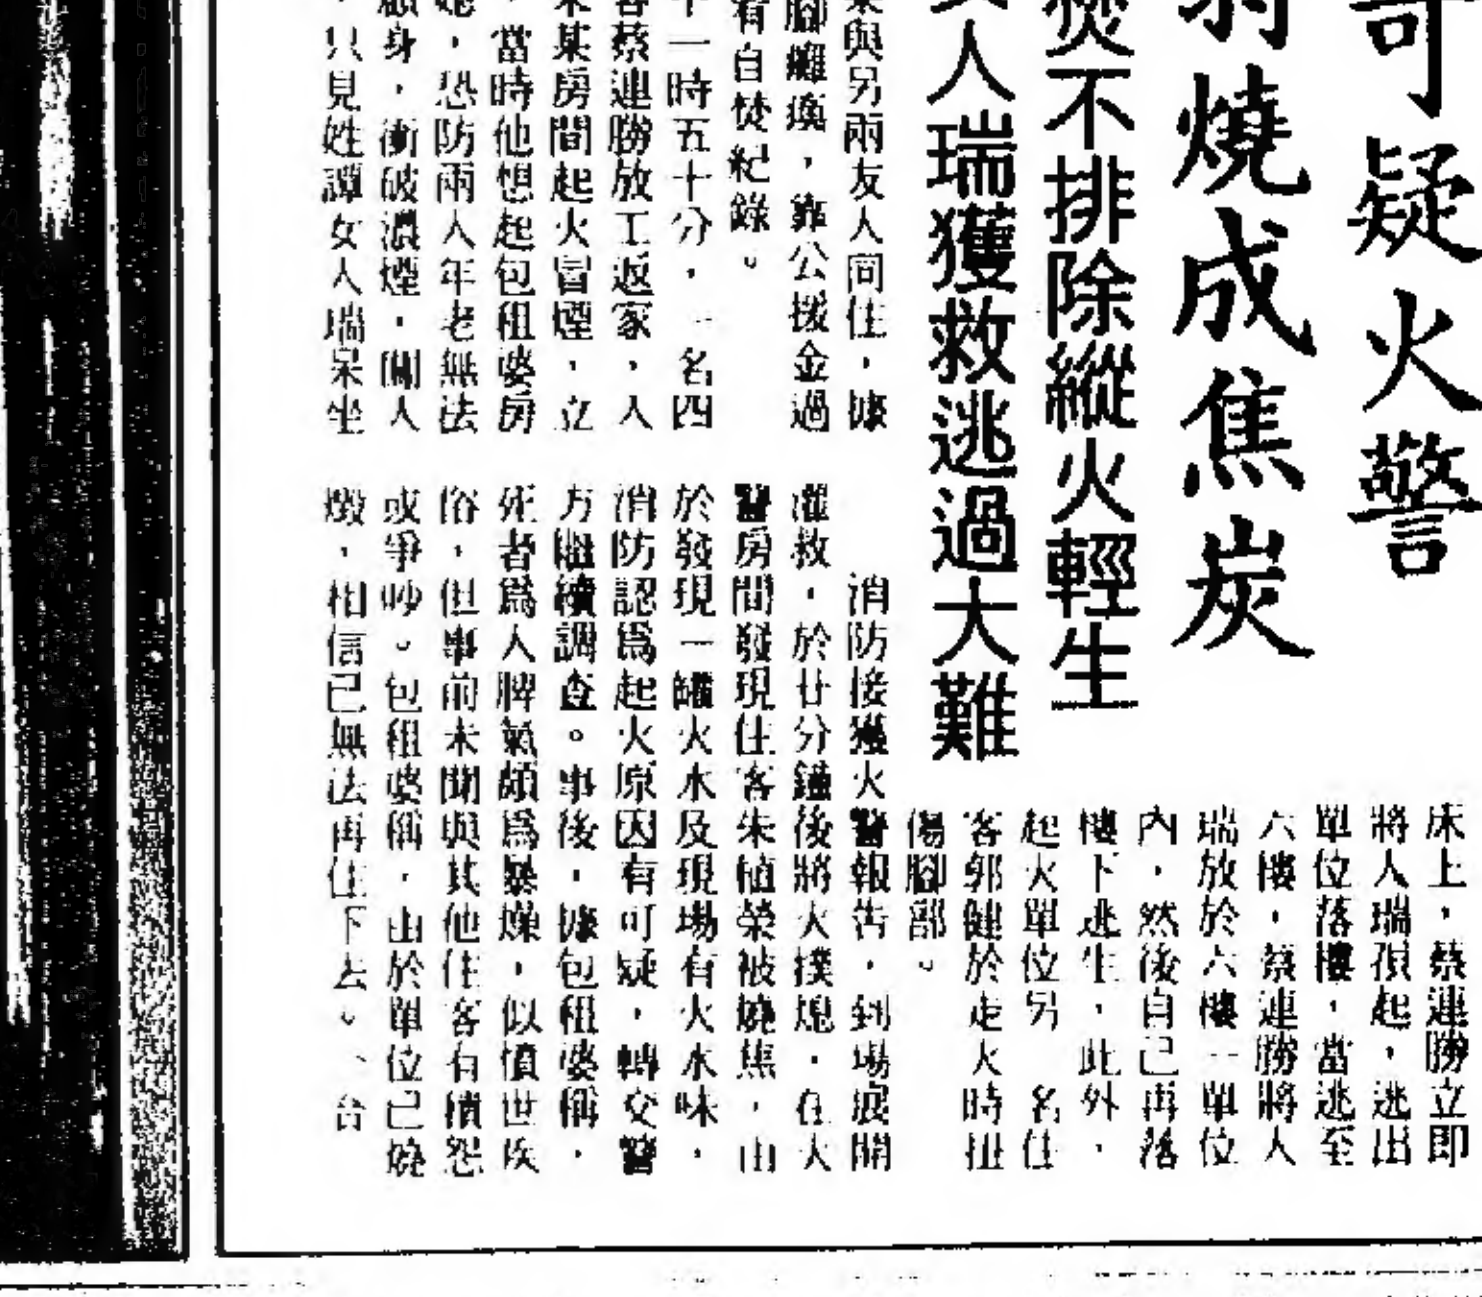 可疑火警
燒成焦炭
焚不排除縱火輕生
人瑞獲救逃過大難
與另兩友人同住，據
腳癱瘓，靠公援金過
有自焚紀錄。
十一時五十分，一名四
客蔡連勝放工返家，入
某房間起火冒煙，立
，當時他想起包租婆房
，恐防兩人年老無法
顧身，衝破濃煙，關人
，只見姓譚女人瑞呆坐
床上，蔡連勝立即
將人瑞孭起，逃出
單位落樓，當逃至
六樓，蔡連勝將人
瑞放於六樓一單位
內，然後自己再落
樓下逃生，此外，
起火單位另一名住
客郭健於走火時扭
傷腳部。
消防接獲火警報告，到場展開
灌救，於廿分鐘後將火撲熄，在火
警房間發現住客朱植榮被燒焦，由
於發現一罐火水及現場有火水味，
消防認爲起火原因有可疑，轉交警
方繼續調查。事後，據包租婆稱，
死者爲人脾氣頗爲暴燥，似憤世疾
俗，但事前未聞與其他住客有積怨
或爭吵。包租婆稱，由於單位已燒
燬，相信已無法再住下去。、台